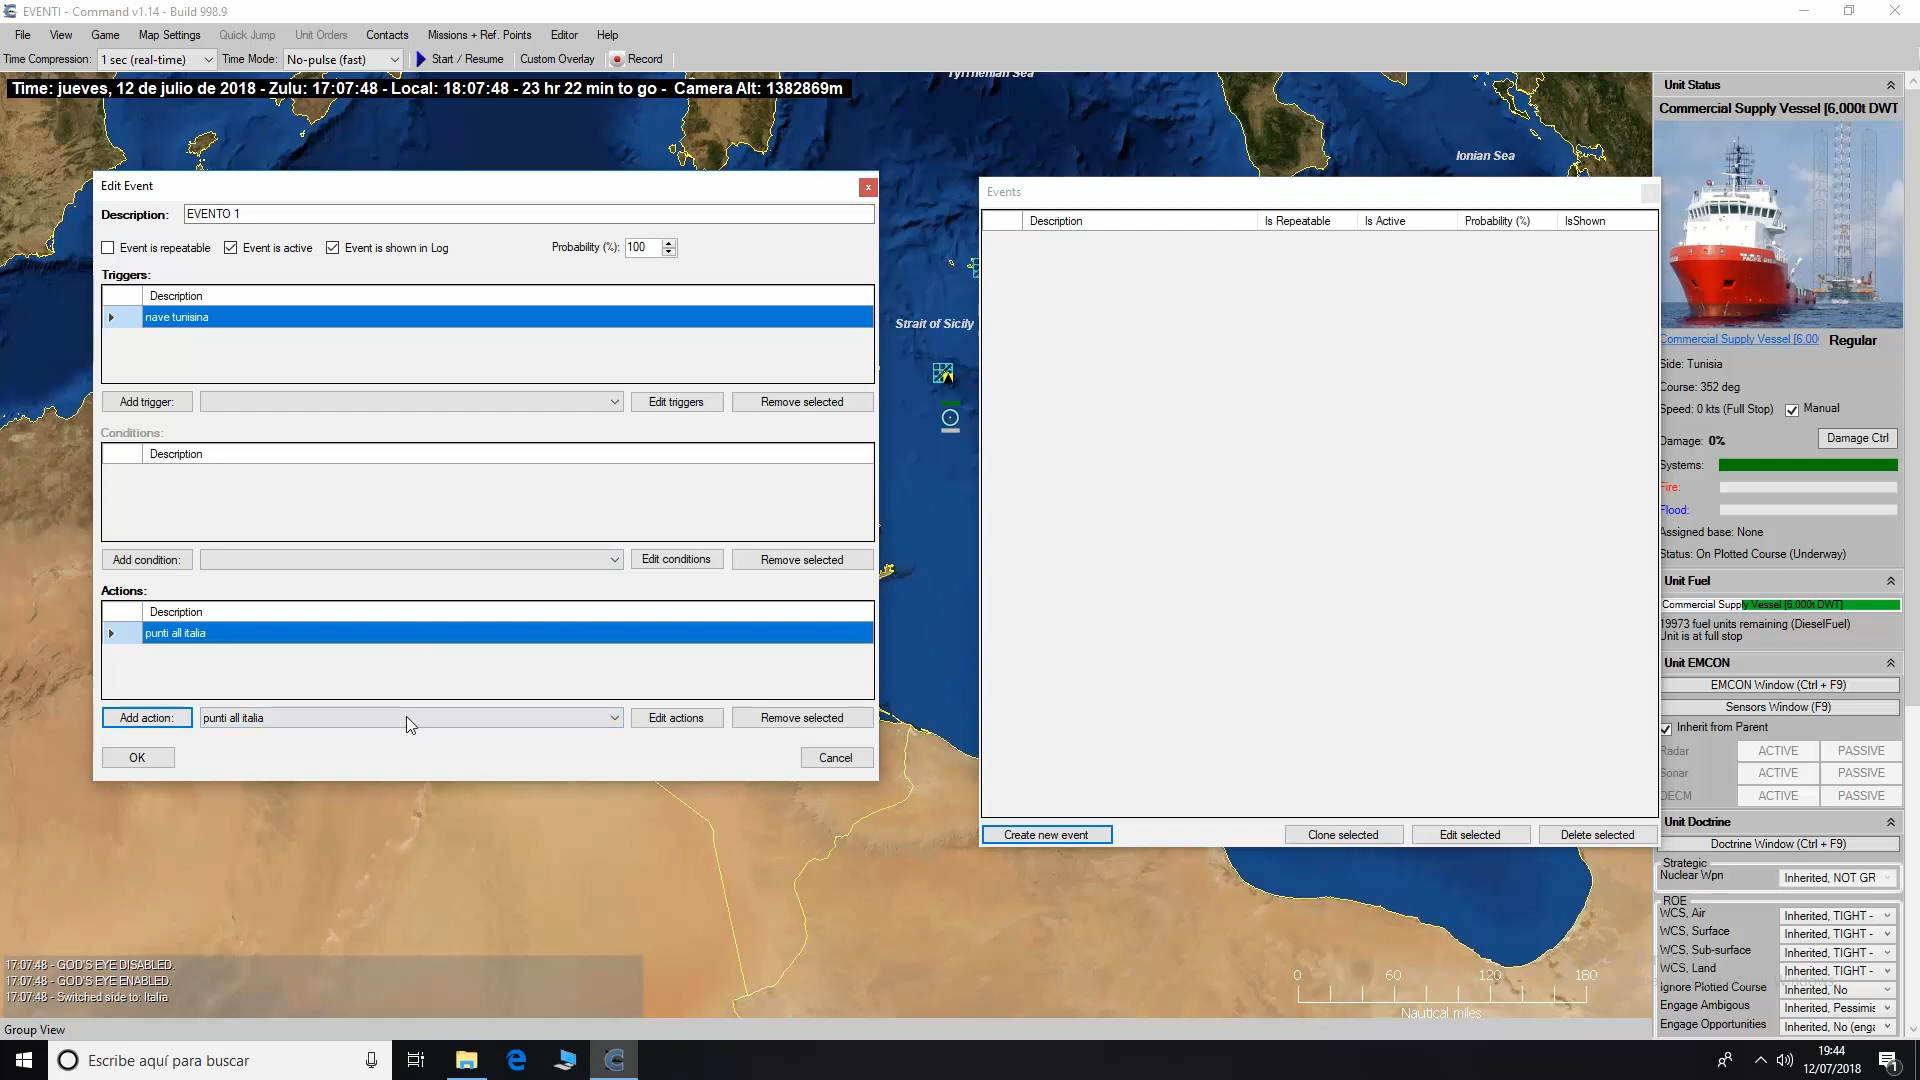 EVENTI - Command v1.14 - Build 998.9
File View Game Map Settings Quick Jump Unit Orders Contacts Missions + Ref. Points Editor Help
Time Compression: 1 sec (real-time) Time Mode: No-pulse (fast) Start / Resume Custom Overlay Record
Time: jueves, 12 de julio de 2018 - Zulu: 17:07:48 - Local: 18:07:48 - 23 hr 22 min to go - Camera Alt: 1382869m
Tyrrhenian Sea
Ionian Sea
Strait of Sicily
Edit Event
x
Description: EVENTO 1
Event is repeatable Event is active Event is shown in Log Probability (%): 100
Triggers:
Description
nave tunisina
Add trigger: Edit triggers Remove selected
Conditions:
Description
Add condition: Edit conditions Remove selected
Actions:
Description
punti all italia
Add action: punti all italia Edit actions Remove selected
OK Cancel
Events
Description Is Repeatable Is Active Probability (%) IsShown
Create new event Clone selected Edit selected Delete selected
Unit Status
Commercial Supply Vessel [6,000t DWT
Commercial Supply Vessel [6,00 Regular
Side: Tunisia
Course: 352 deg
Speed: 0 kts (Full Stop) Manual
Damage: 0% Damage Ctrl
Systems:
Fire:
Flood:
Assigned base: None
Status: On Plotted Course (Underway)
Unit Fuel
Commercial Supply Vessel [6,000t DWT]
19973 fuel units remaining (DieselFuel)
Unit is at full stop
Unit EMCON
EMCON Window (Ctrl + F9)
Sensors Window (F9)
Inherit from Parent
Radar ACTIVE PASSIVE
Sonar ACTIVE PASSIVE
OECM ACTIVE PASSIVE
Unit Doctrine
Doctrine Window (Ctrl + F9)
Strategic
Nuclear Wpn Inherited, NOT GR
ROE
WCS, Air Inherited, TIGHT -
WCS, Surface Inherited, TIGHT -
WCS, Sub-surface Inherited, TIGHT -
WCS, Land Inherited, TIGHT -
Ignore Plotted Course Inherited, No
Engage Ambiguous Inherited, Pessimis
Engage Opportunities Inherited, No (enga
17:07:48 - GOD'S EYE DISABLED.
17:07:48 - GOD'S EYE ENABLED.
17:07:48 - Switched side to: Italia
0 60 120 180
Nautical miles
Group View
Escribe aquí para buscar
19:44
12/07/2018
1